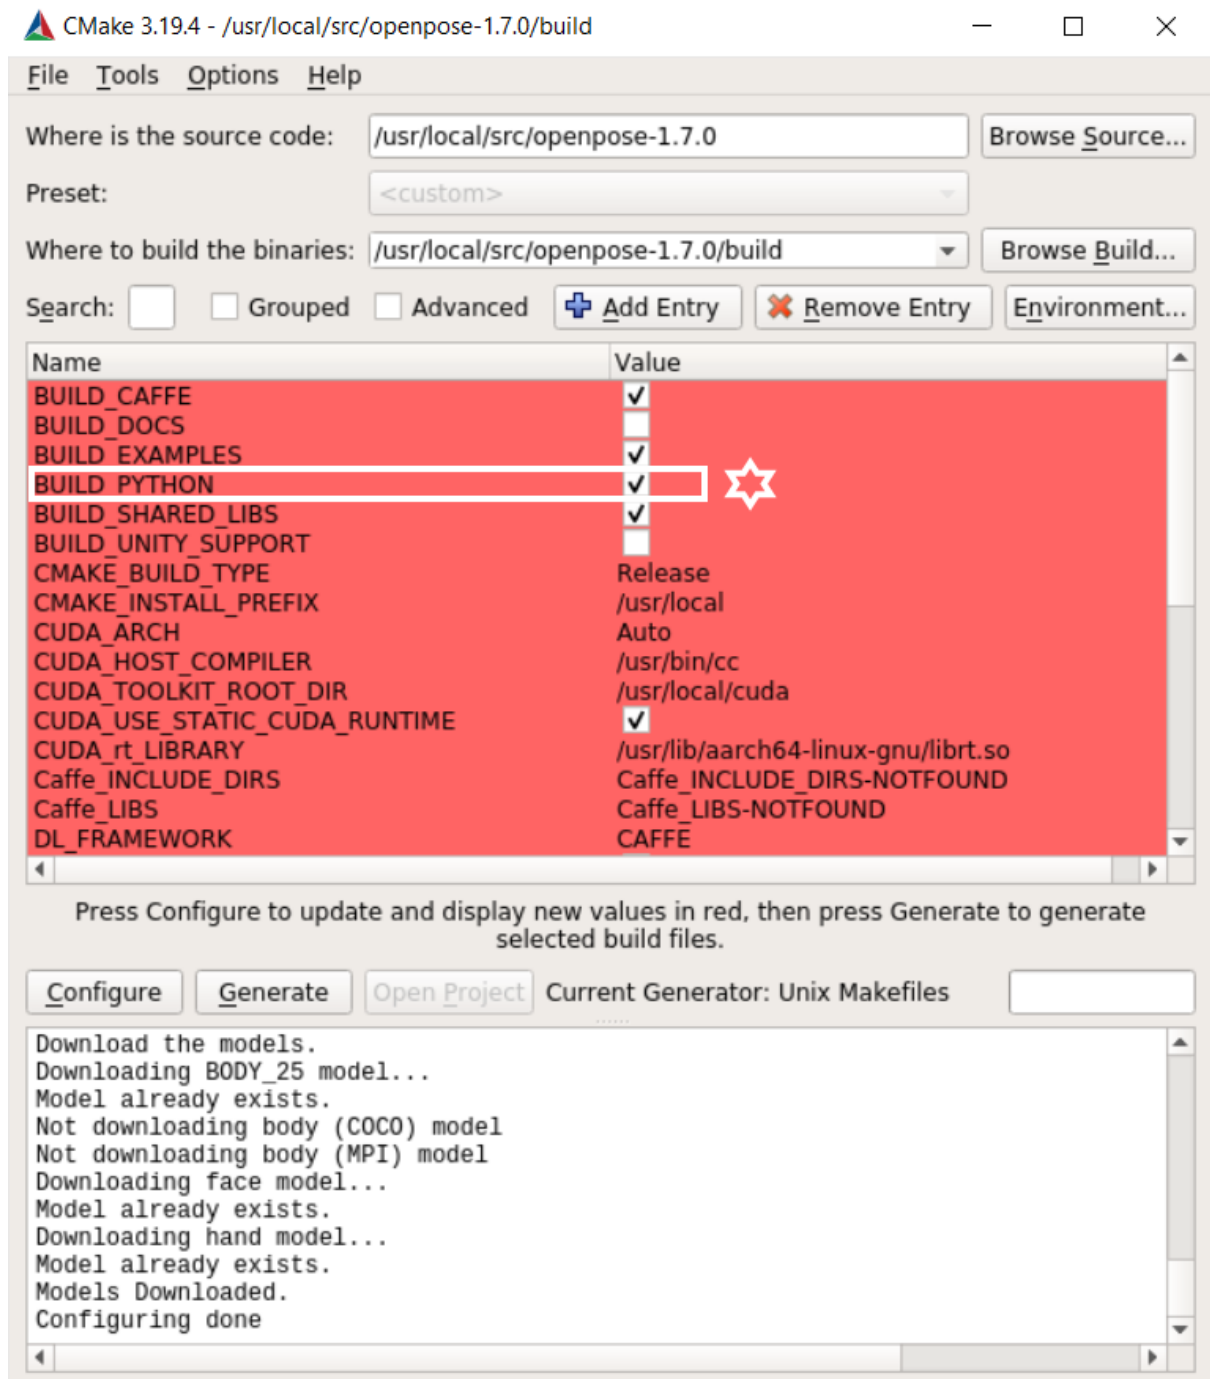 CMake 3.19.4 - /usr/local/src/openpose-1.7.0/build
File Tools Options Help
Where is the source code: /usr/local/src/openpose-1.7.0 Browse Source...
Preset: <custom>
Where to build the binaries: /usr/local/src/openpose-1.7.0/build Browse Build...
Search: Grouped Advanced Add Entry Remove Entry Environment...
Name Value
BUILD_CAFFE
BUILD_DOCS
BUILD_EXAMPLES
BUILD_PYTHON
BUILD_SHARED_LIBS
BUILD_UNITY_SUPPORT
CMAKE_BUILD_TYPE Release
CMAKE_INSTALL_PREFIX /usr/local
CUDA_ARCH Auto
CUDA_HOST_COMPILER /usr/bin/cc
CUDA_TOOLKIT_ROOT_DIR /usr/local/cuda
CUDA_USE_STATIC_CUDA_RUNTIME
CUDA_rt_LIBRARY /usr/lib/aarch64-linux-gnu/librt.so
Caffe_INCLUDE_DIRS Caffe_INCLUDE_DIRS-NOTFOUND
Caffe_LIBS Caffe_LIBS-NOTFOUND
DL_FRAMEWORK CAFFE
Press Configure to update and display new values in red, then press Generate to generate
selected build files.
Configure Generate Open Project Current Generator: Unix Makefiles
Download the models.
Downloading BODY_25 model...
Model already exists.
Not downloading body (COCO) model
Not downloading body (MPI) model
Downloading face model...
Model already exists.
Downloading hand model...
Model already exists.
Models Downloaded.
Configuring done